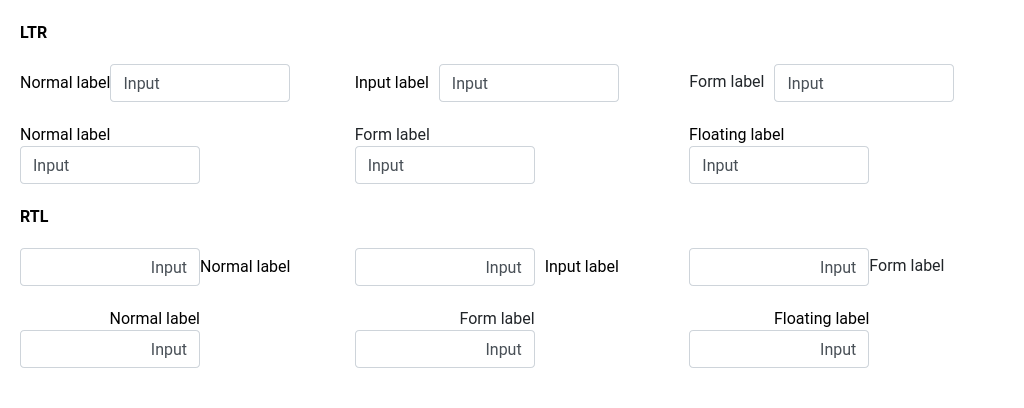 LTR
Normal label Input Input label Input Form label Input
Normal label Form label Floating label
Input Input Input
RTL
Input Normal label Input Input label Input Form label
Normal label Form label Floating label
Input Input Input